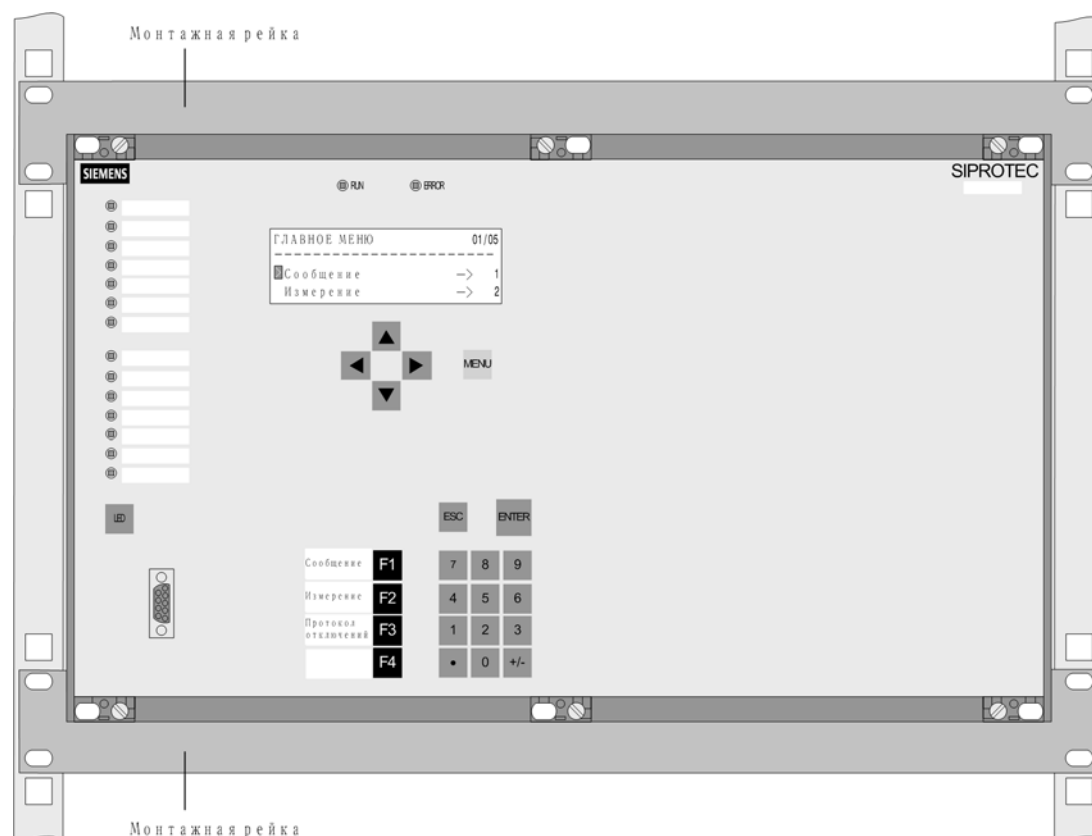 Монтажная рейка
SIEMENS
SIPROTEC
RUN
ERROR
ГЛАВНОЕ МЕНЮ 01/05
Сообщение —> 1
Измерение —> 2
MENU
LED
ESC
ENTER
Сообщение F1
7 8 9
Измерение F2
4 5 6
Протокол
отключений F3
1 2 3
F4
• 0 +/-
Монтажная рейка